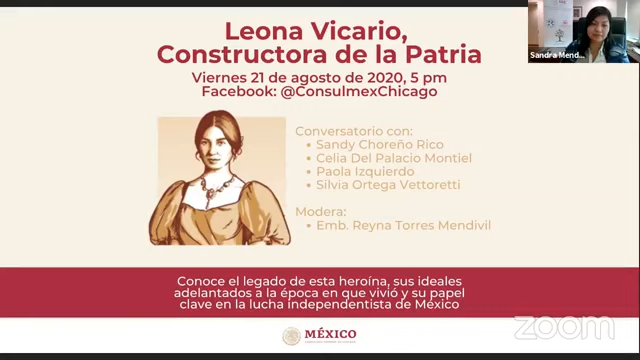 Leona Vicario,
Constructora de la Patria
Viernes 21 de agosto de 2020, 5 pm
Facebook: @ConsulmexChicago
Sandra Mend...
Conversatorio con:
• Sandy Choreño Rico
• Celia Del Palacio Montiel
• Paola Izquierdo
• Silvia Ortega Vettoretti
Modera:
• Emb. Reyna Torres Mendivil
Conoce el legado de esta heroína, sus ideales
adelantados a la época en que vivió y su papel
clave en la lucha independentista de México
MÉXICO
zoom